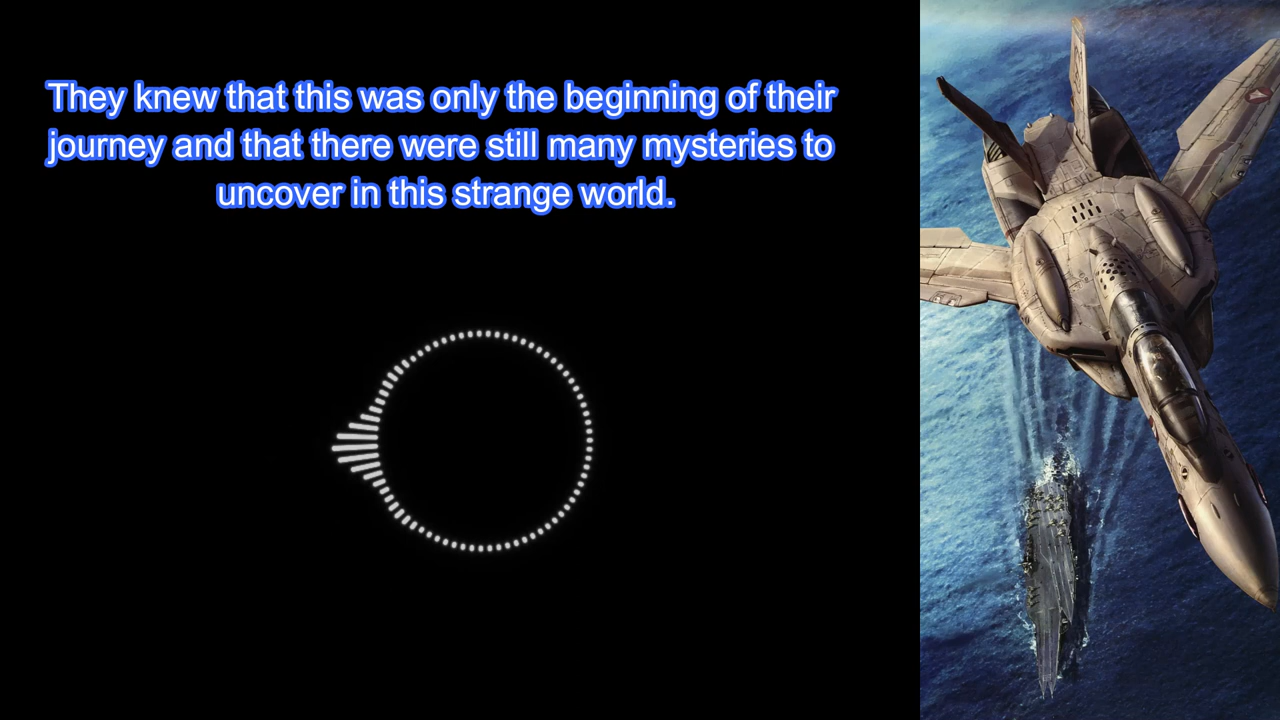 They knew that this was only the beginning of their
journey and that there were still many mysteries to
uncover in this strange world.